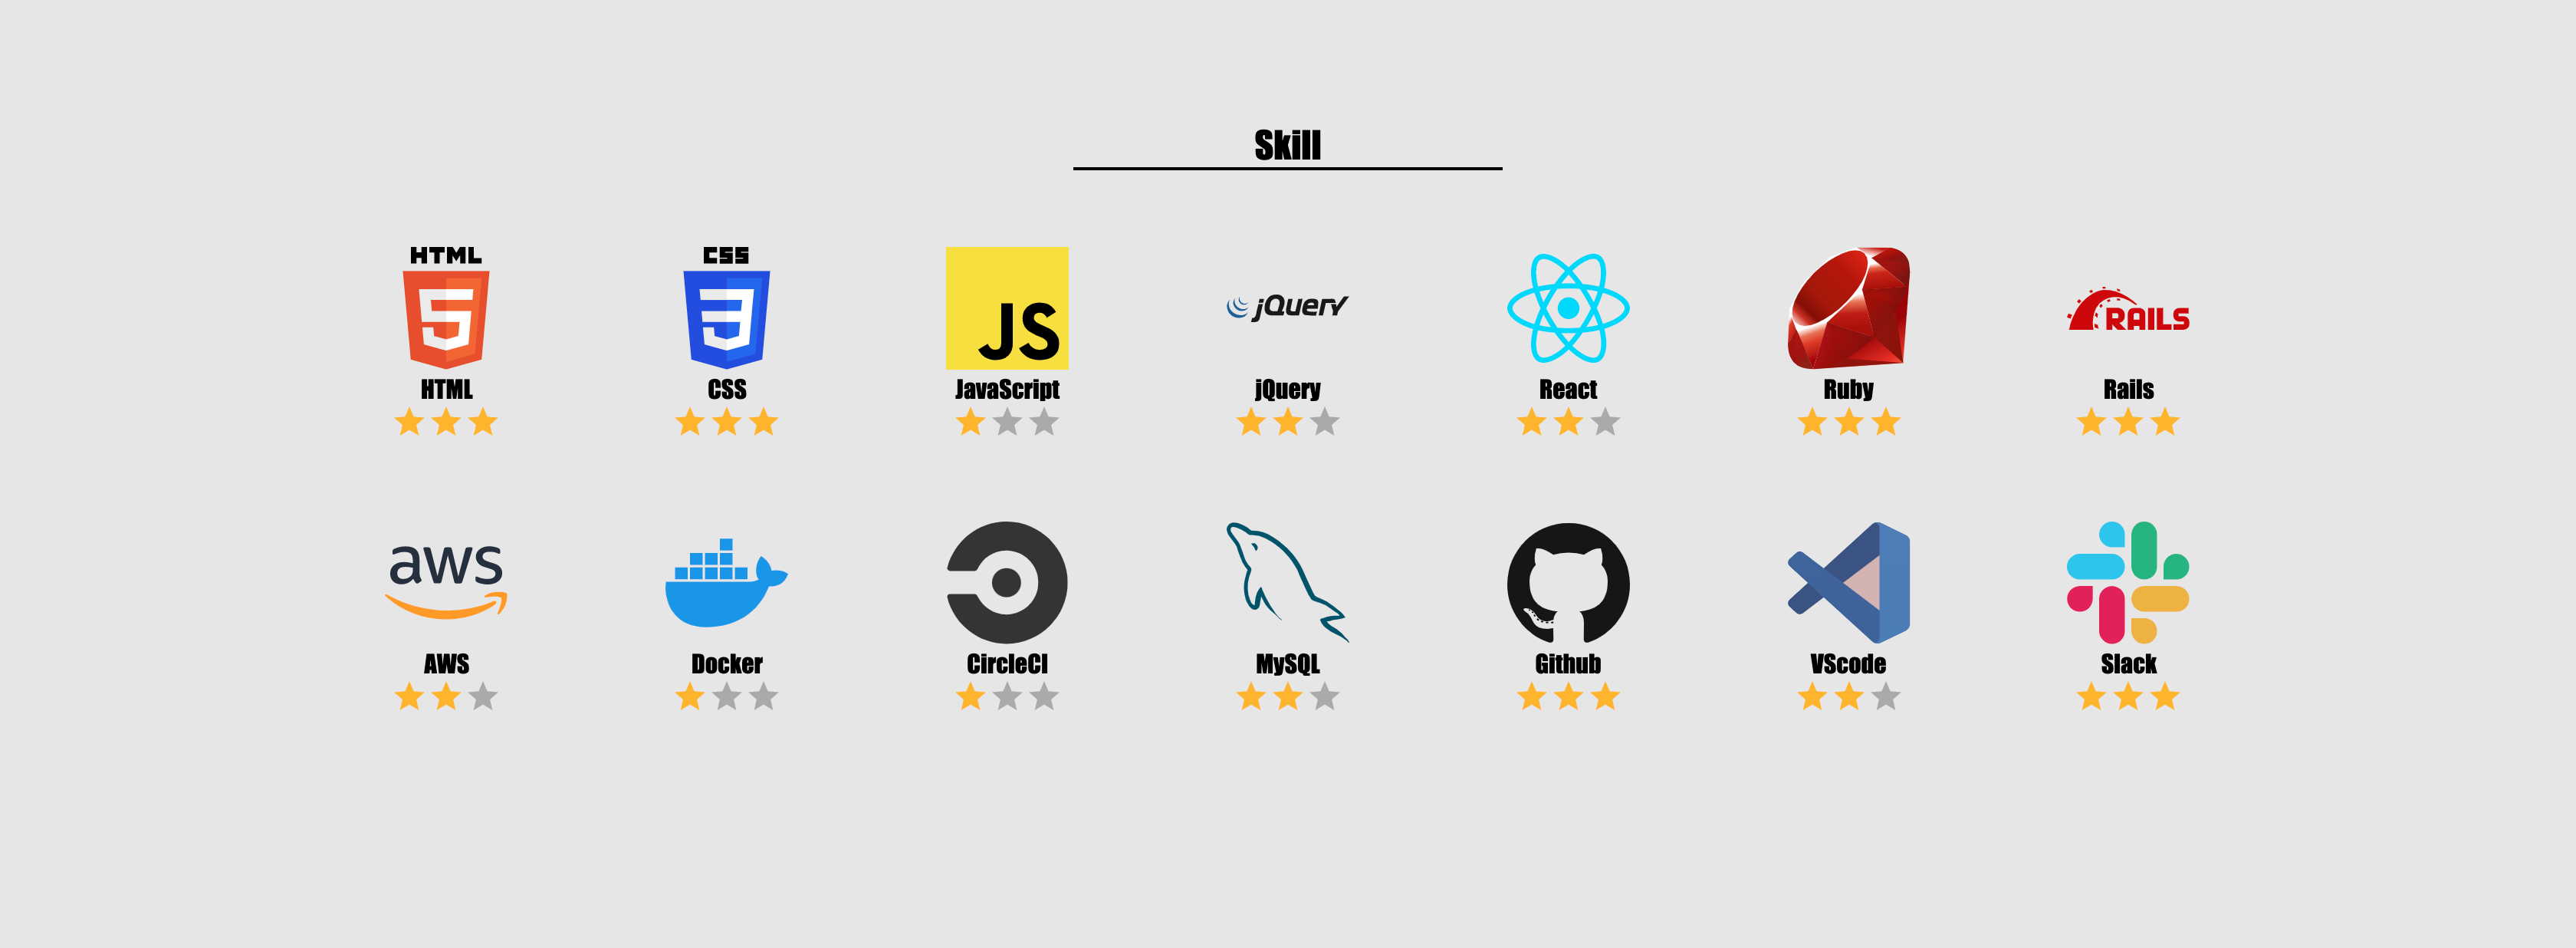 Skill
HTML
CSS
JS
jQuery
RAILS
HTML
CSS
JavaScript
jQuery
React
Ruby
Rails
aws
AWS
Docker
CircleCI
MySQL
Github
VScode
Slack